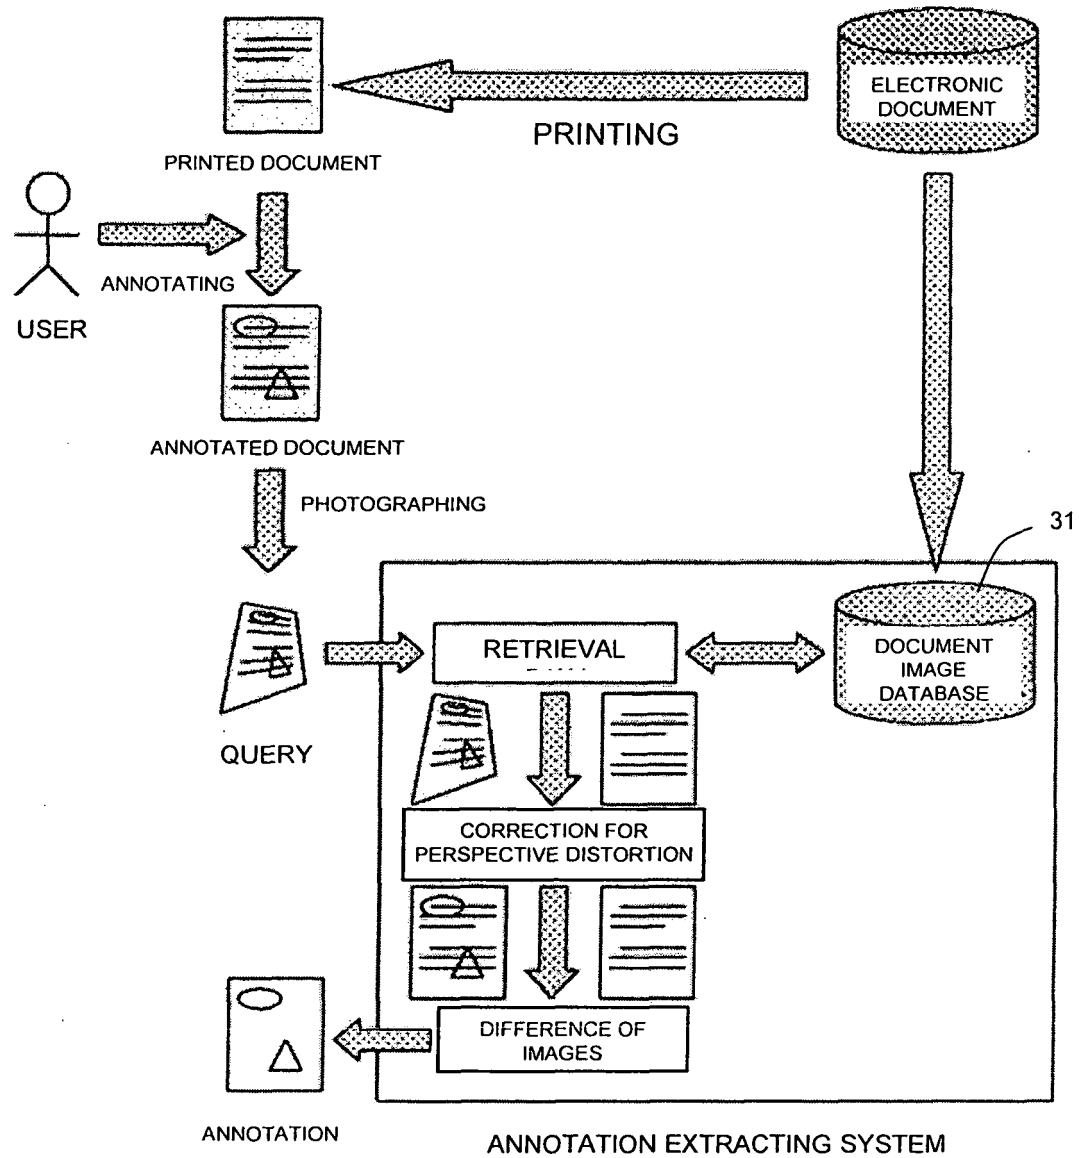 ELECTRONIC
DOCUMENT
PRINTING
PRINTED DOCUMENT
ANNOTATING
USER
ANNOTATED DOCUMENT
PHOTOGRAPHING
31
RETRIEVAL
DOCUMENT
IMAGE
DATABASE
QUERY
CORRECTION FOR
PERSPECTIVE DISTORTION
DIFFERENCE OF
IMAGES
ANNOTATION
ANNOTATION EXTRACTING SYSTEM